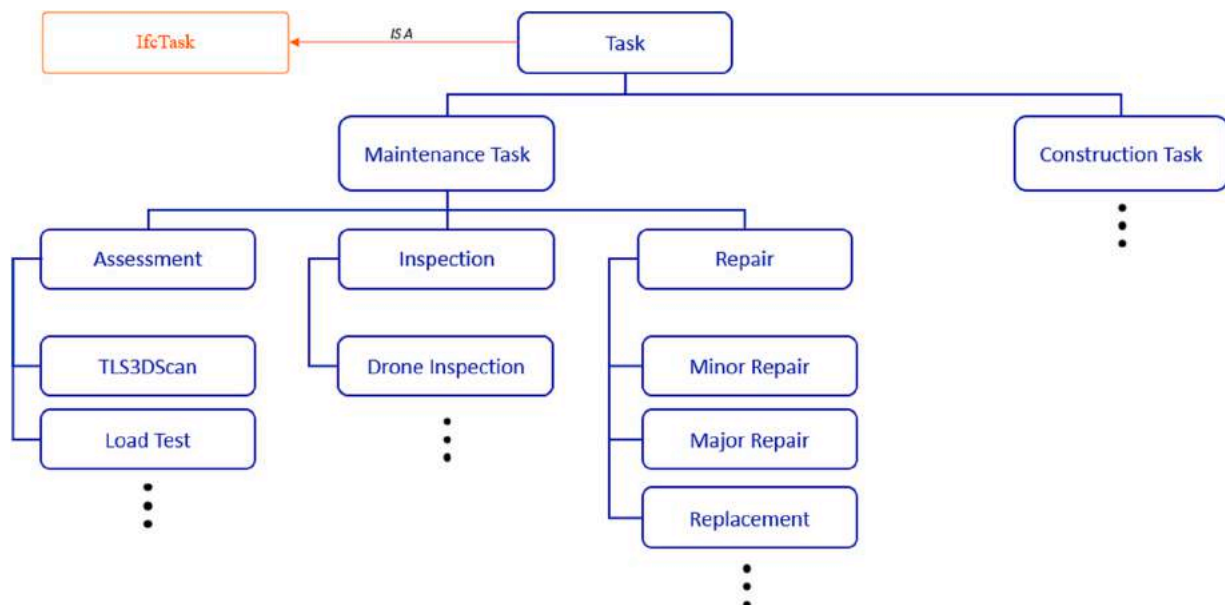 IfcTask
ISA
Task
Maintenance Task
Construction Task
Assessment
Inspection
Repair
TLS3DScan
Drone Inspection
Minor Repair
Load Test
Major Repair
Replacement